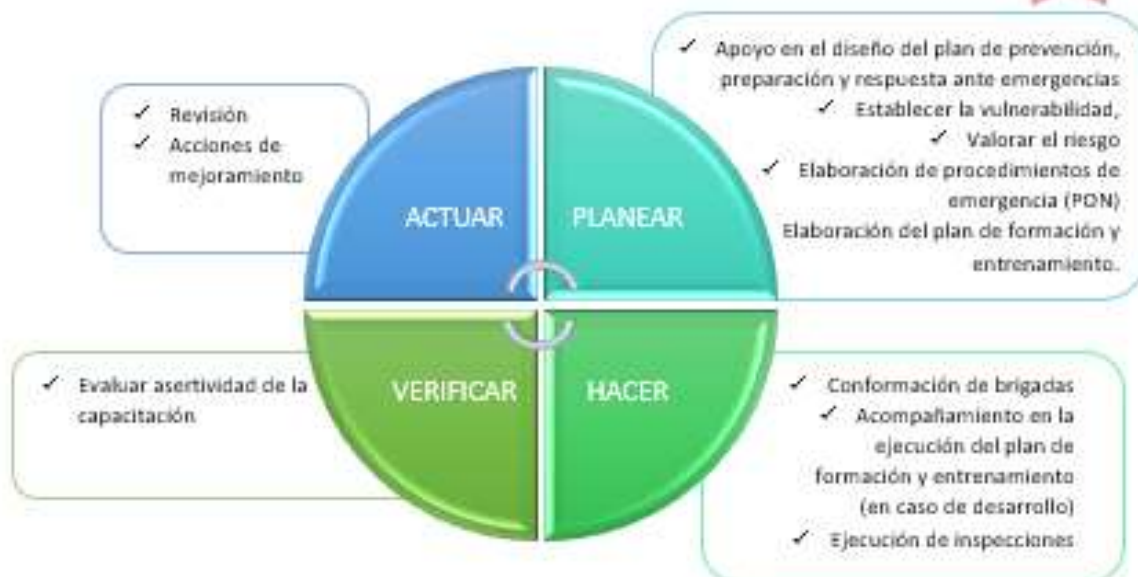 ✓ Revisión
✓ Acciones de
mejoramiento
ACTUAR
PLANEAR
✓ Apoyo en el diseño del plan de prevención,
preparación y respuesta ante emergencias
✓ Establecer la vulnerabilidad,
✓ Valorar el riesgo
✓ Elaboración de procedimientos de
emergencia (PON)
Elaboración del plan de formación y
entrenamiento.
✓ Evaluar asertividad de la
capacitación
VERIFICAR
HACER
✓ Conformación de brigadas
✓ Acompañamiento en la
ejecución del plan de
formación y entrenamiento
(en caso de desarrollo)
✓ Ejecución de inspecciones